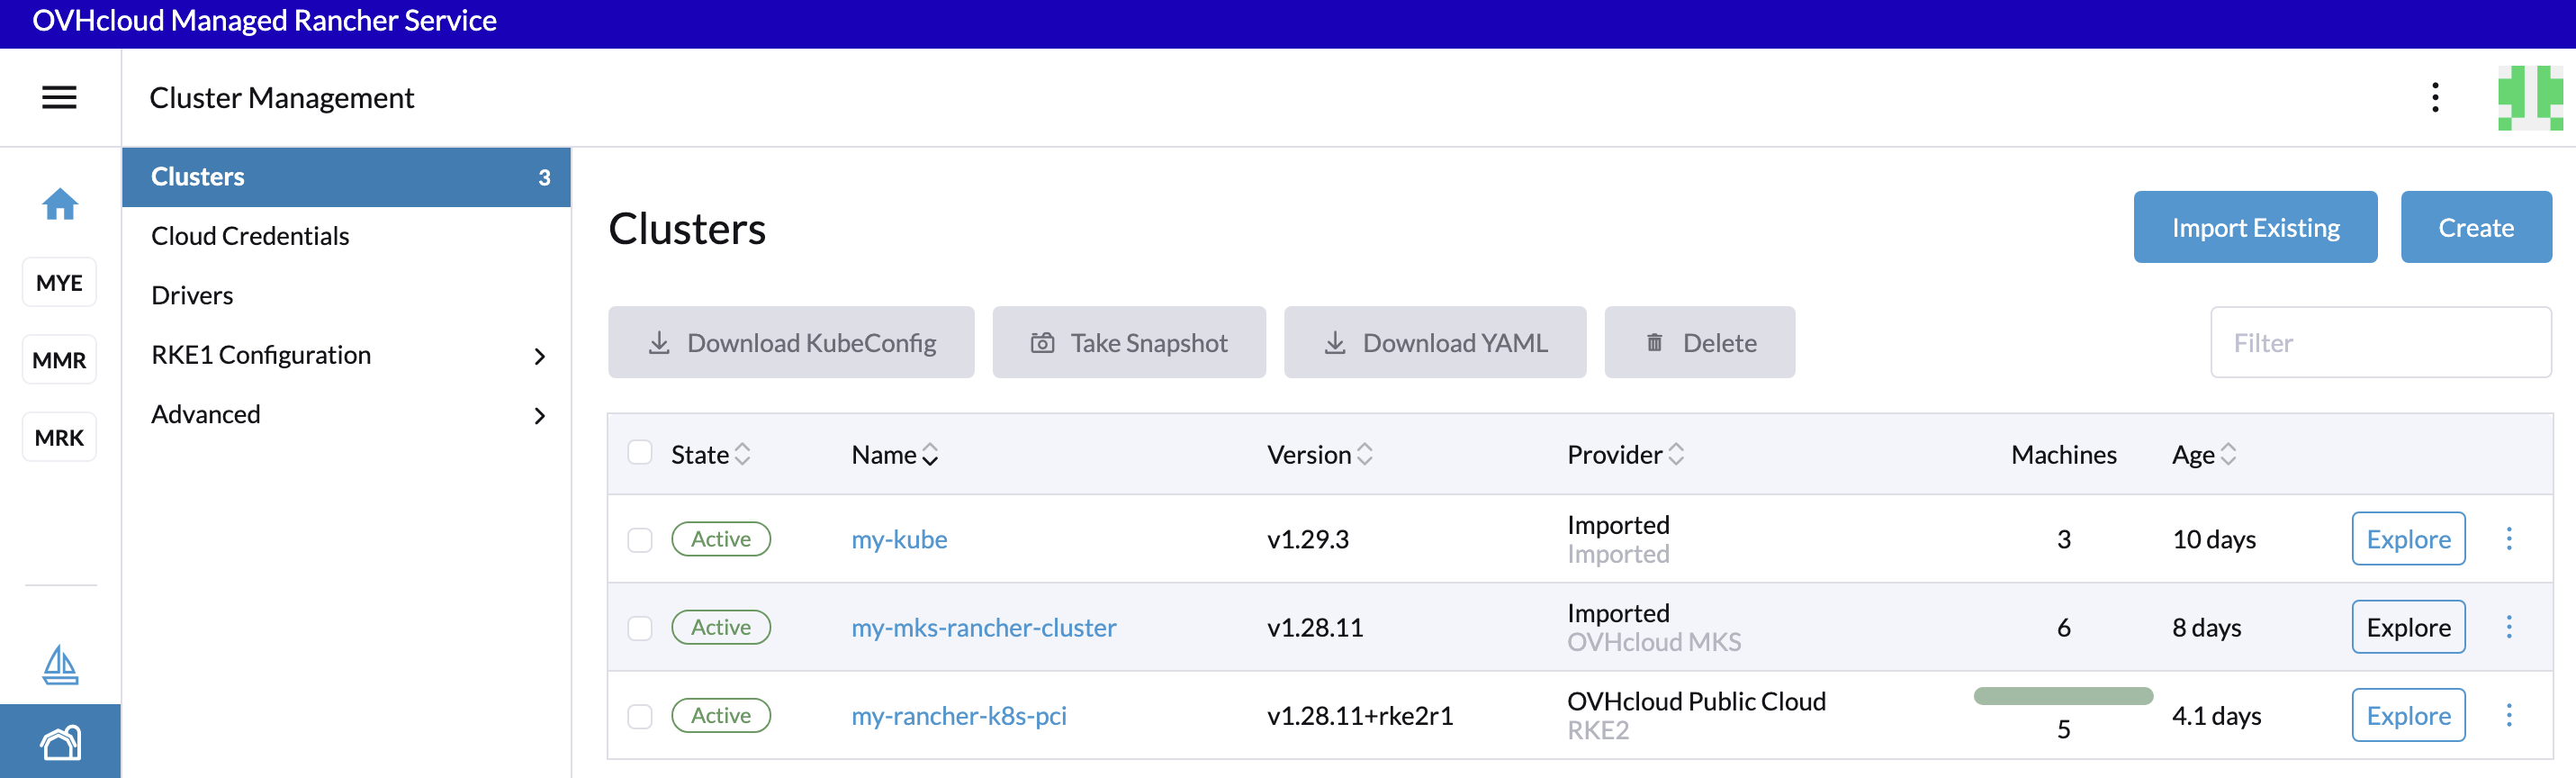 OVHcloud Managed Rancher Service
Cluster Management
Clusters 3
Cloud Credentials
Drivers
RKE1 Configuration
Advanced
MYE
MMR
MRK
Clusters
Import Existing Create
Download KubeConfig Take Snapshot Download YAML Delete Filter
State Name Version Provider Machines Age
Active my-kube v1.29.3 Imported 3 10 days Explore
Imported
Active my-mks-rancher-cluster v1.28.11 Imported 6 8 days Explore
OVHcloud MKS
Active my-rancher-k8s-pci v1.28.11+rke2r1 OVHcloud Public Cloud 5 4.1 days Explore
RKE2